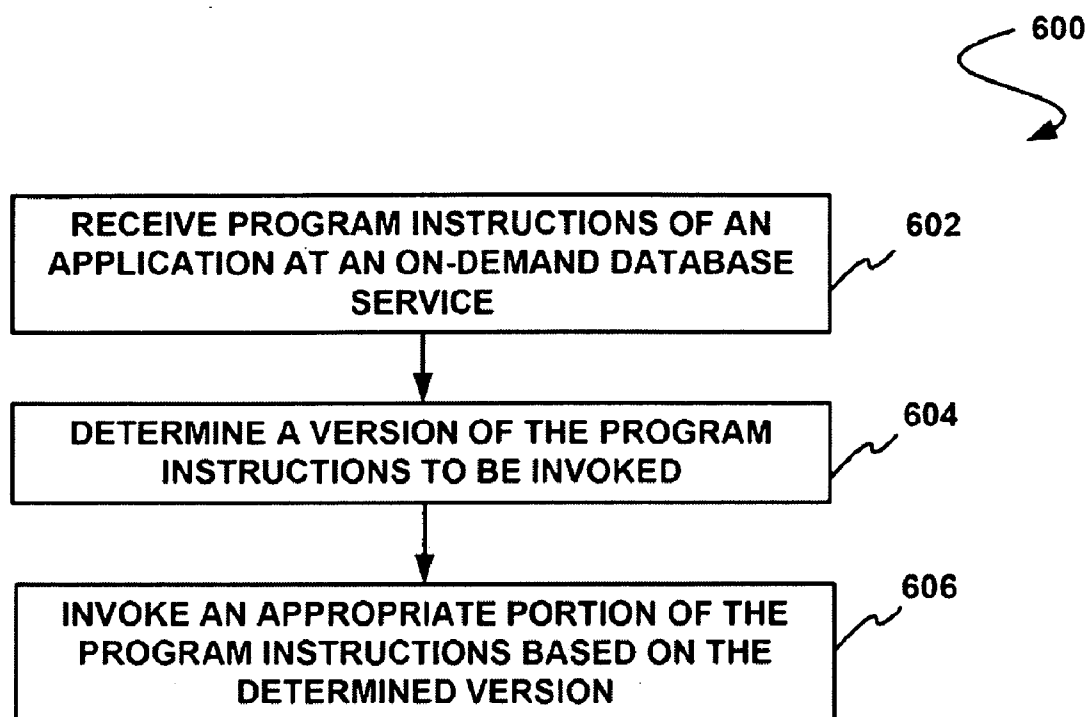 600
RECEIVE PROGRAM INSTRUCTIONS OF AN
APPLICATION AT AN ON-DEMAND DATABASE
SERVICE
602
DETERMINE A VERSION OF THE PROGRAM
INSTRUCTIONS TO BE INVOKED
604
INVOKE AN APPROPRIATE PORTION OF THE
PROGRAM INSTRUCTIONS BASED ON THE
DETERMINED VERSION
606